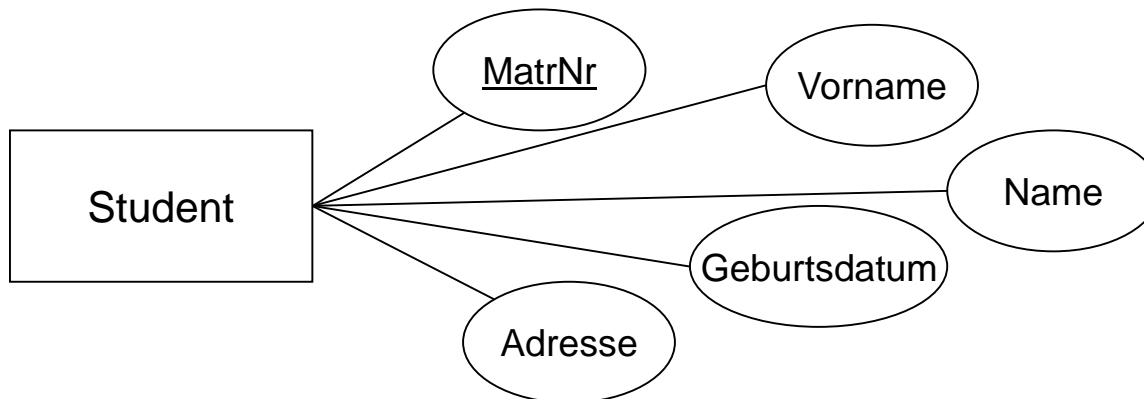 MatrNr
Vorname
Student
Name
Geburtsdatum
Adresse